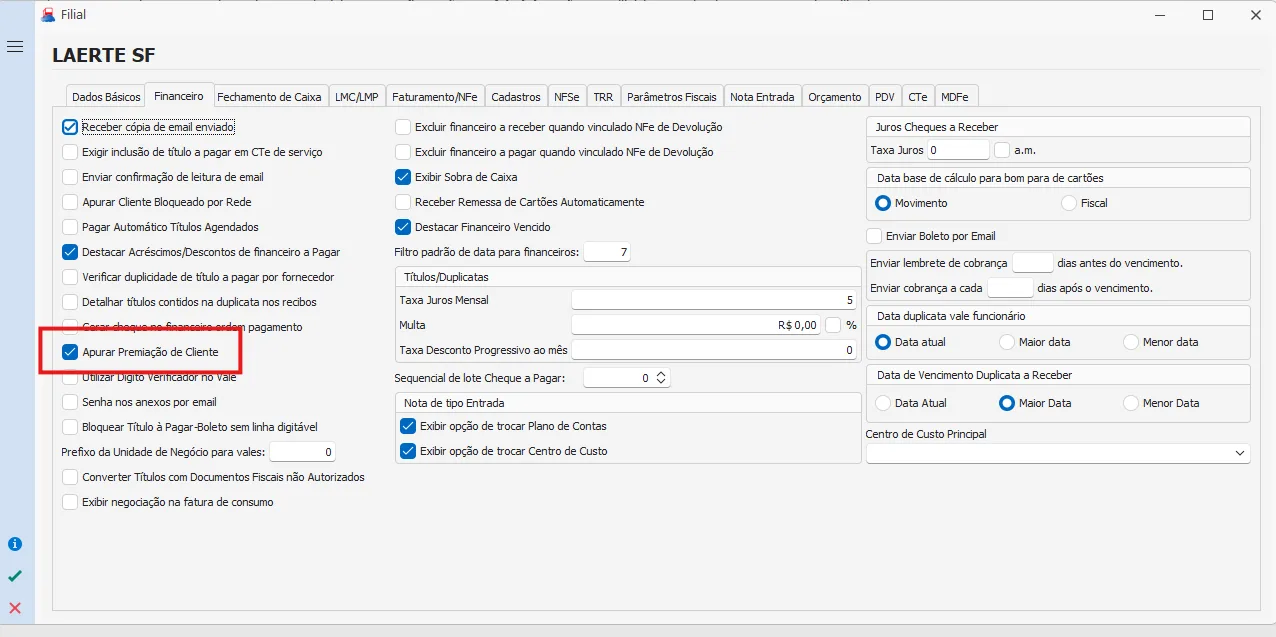 Filial
LAERTE SF
Dados Básicos Financeiro Fechamento de Caixa LMC/LMP Faturamento/NFe Cadastros NFSe TRR Parâmetros Fiscais Nota Entrada Orçamento PDV CTe MDFe
Receber cópia de email enviado
Exigir inclusão de título a pagar em CTe de serviço
Enviar confirmação de leitura de email
Apurar Cliente Bloqueado por Rede
Pagar Automático Títulos Agendados
Destacar Acréscimos/Descontos de financeiro a Pagar
Verificar duplicidade de título a pagar por fornecedor
Detalhar títulos contidos na duplicata nos recibos
Gerar cheque no financeiro ordem pagamento
Apurar Premiação de Cliente
Utilizar Digito Verificador no Vale
Senha nos anexos por email
Bloquear Título à Pagar-Boleto sem linha digitável
Prefixo da Unidade de Negócio para vales: 0
Converter Títulos com Documentos Fiscais não Autorizados
Exibir negociação na fatura de consumo
Excluir financeiro a receber quando vinculado NFe de Devolução
Excluir financeiro a pagar quando vinculado NFe de Devolução
Exibir Sobra de Caixa
Receber Remessa de Cartões Automaticamente
Destacar Financeiro Vencido
Filtro padrão de data para financeiros: 7
Títulos/Duplicatas
Taxa Juros Mensal 5
Multa R$ 0,00 %
Taxa Desconto Progressivo ao mês 0
Sequencial de lote Cheque a Pagar: 0
Nota de tipo Entrada
Exibir opção de trocar Plano de Contas
Exibir opção de trocar Centro de Custo
Juros Cheques a Receber
Taxa Juros 0 a.m.
Data base de cálculo para bom para de cartões
Movimento Fiscal
Enviar Boleto por Email
Enviar lembrete de cobrança dias antes do vencimento.
Enviar cobrança a cada dias após o vencimento.
Data duplicata vale funcionário
Data atual Maior data Menor data
Data de Vencimento Duplicata a Receber
Data Atual Maior Data Menor Data
Centro de Custo Principal